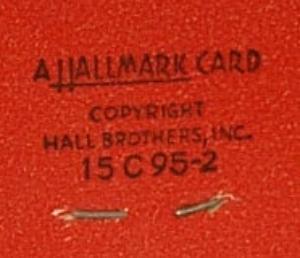 A HALLMARK CARD
COPYRIGHT
HALL BROTHERS, INC.
15C95-2